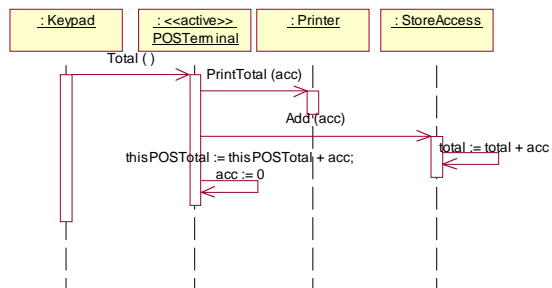 : Keypad
: <<active>>
POSTerminal
: Printer
: StoreAccess
Total ( )
PrintTotal (acc)
Add (acc)
total := total + acc
thisPOSTotal := thisPOSTotal + acc;
acc := 0